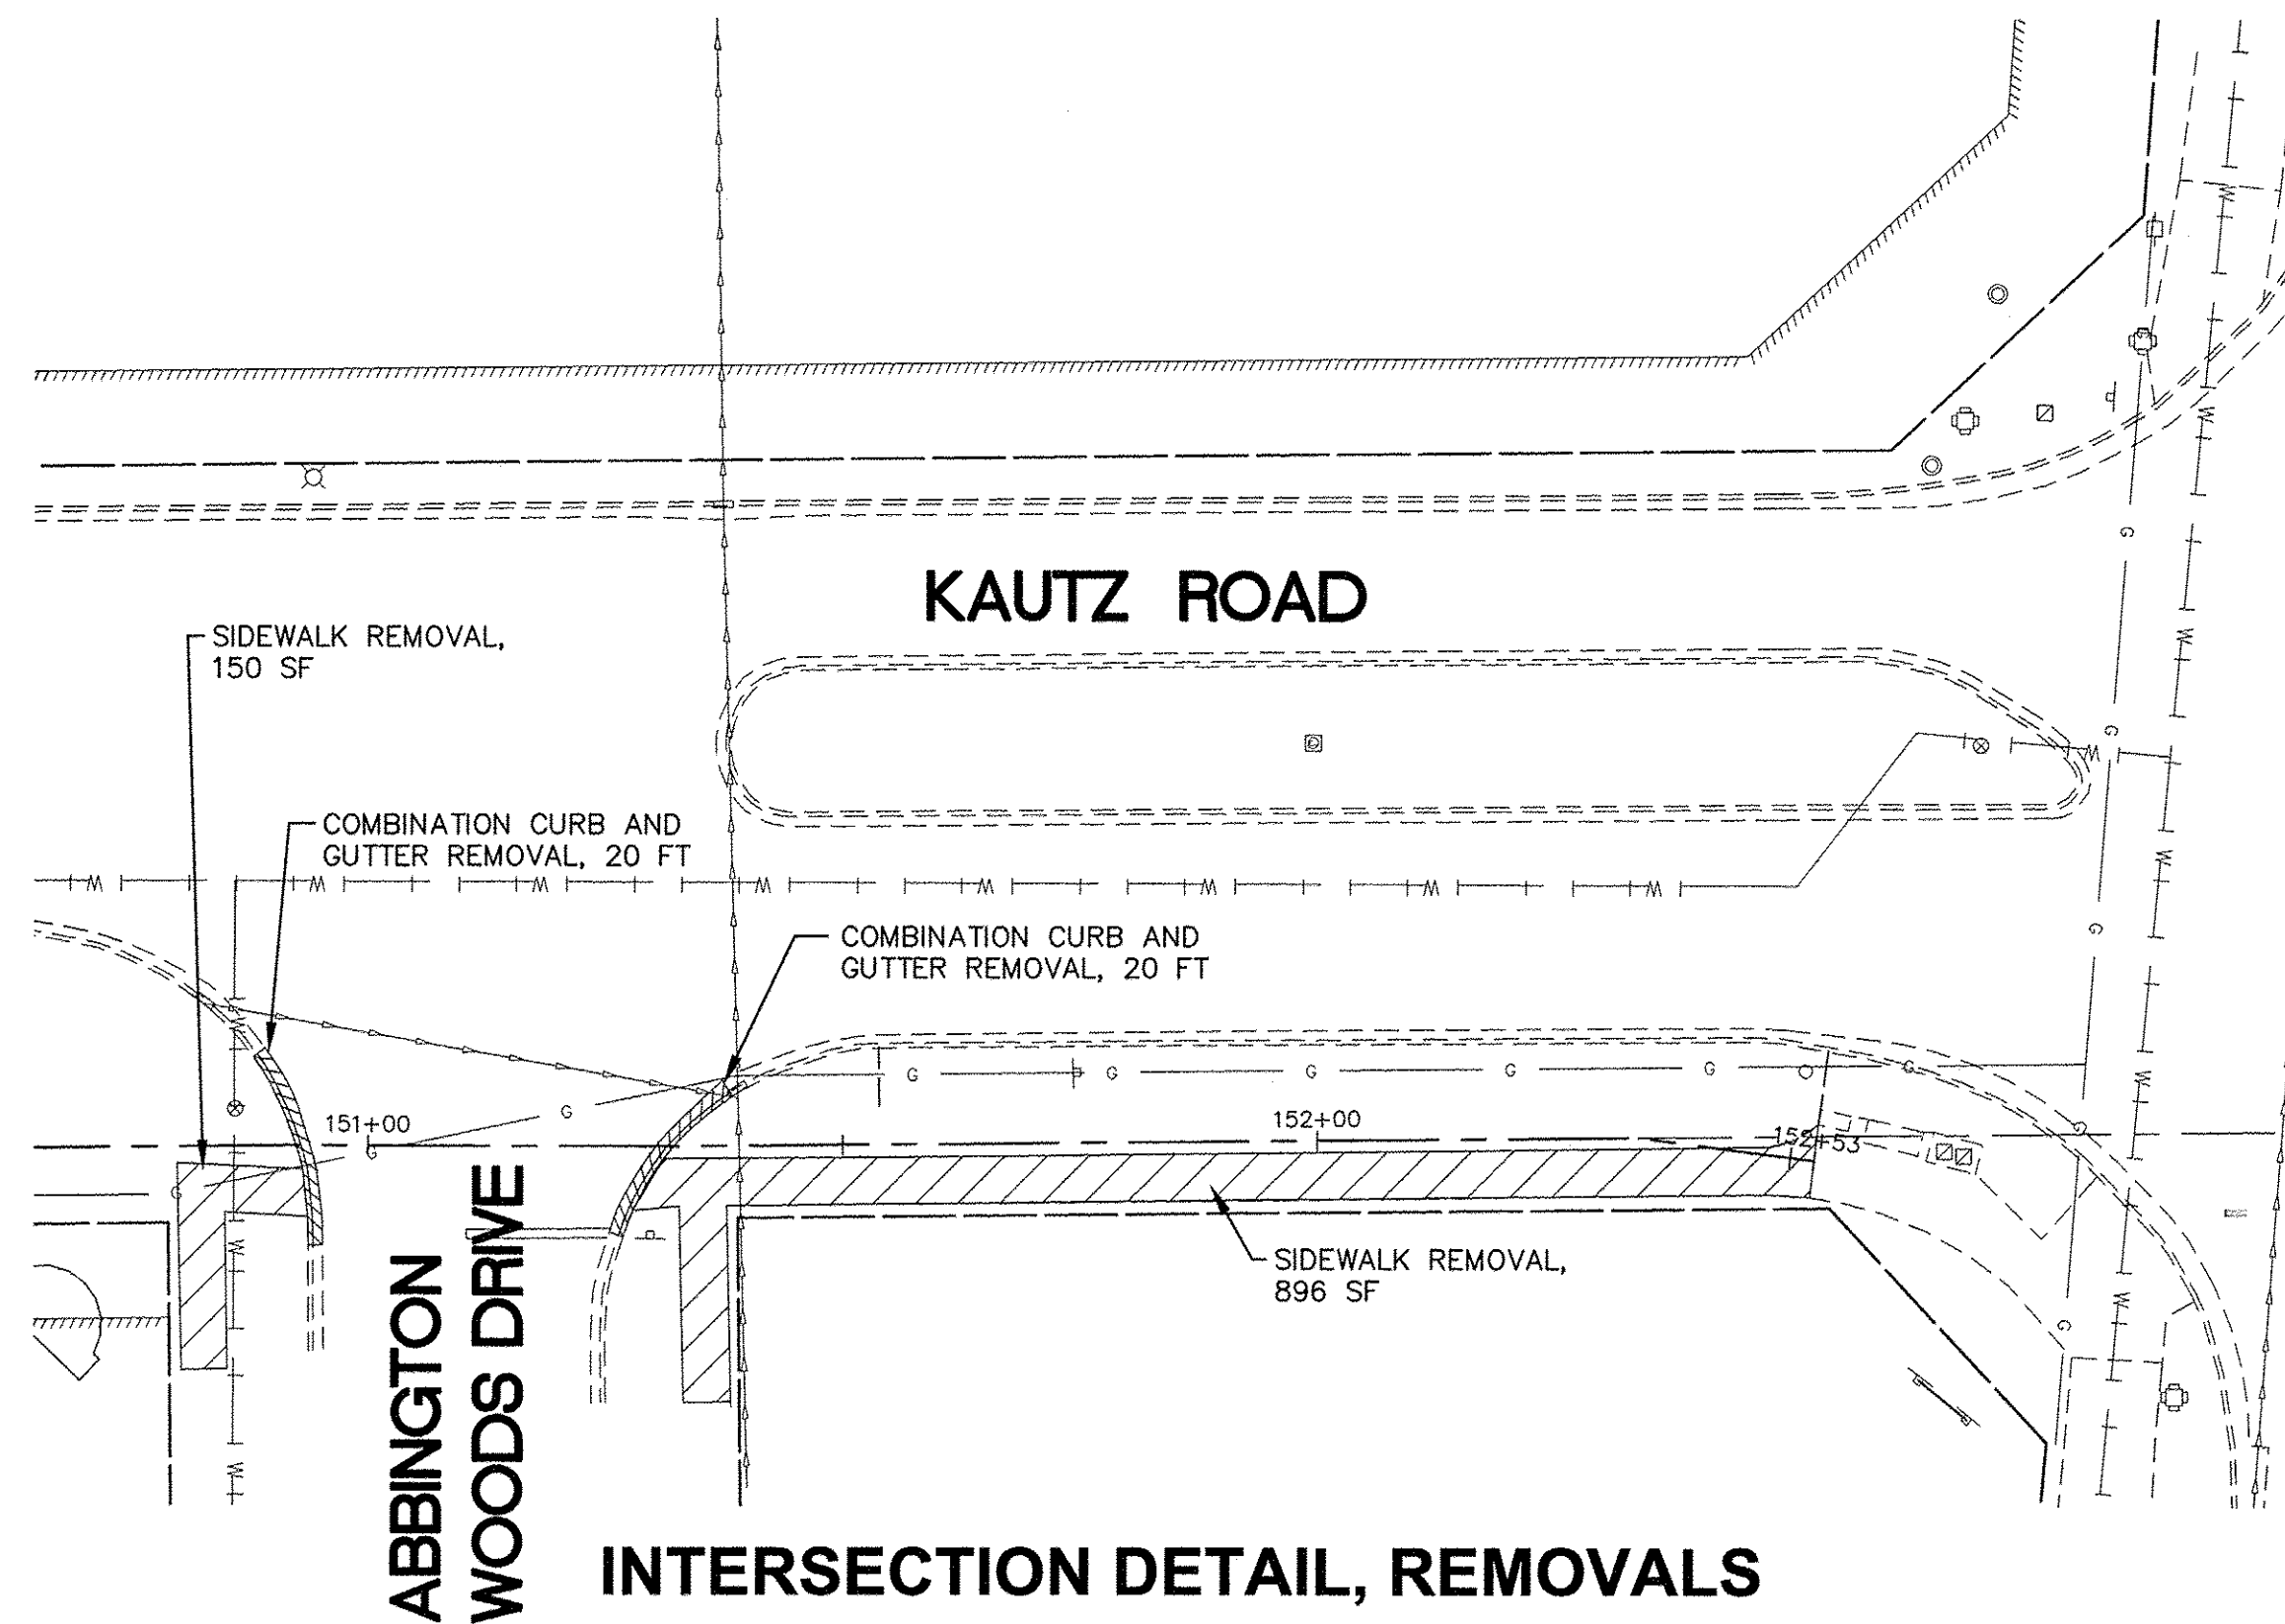 KAUTZ ROAD
SIDEWALK REMOVAL,
150 SF
COMBINATION CURB AND
GUTTER REMOVAL, 20 FT
W W W W W W W W
COMBINATION CURB AND
GUTTER REMOVAL, 20 FT
G G G G G G
151+00
152+00
152+53
SIDEWALK REMOVAL,
896 SF
ABBINGTON
WOODS DRIVE
INTERSECTION DETAIL, REMOVALS